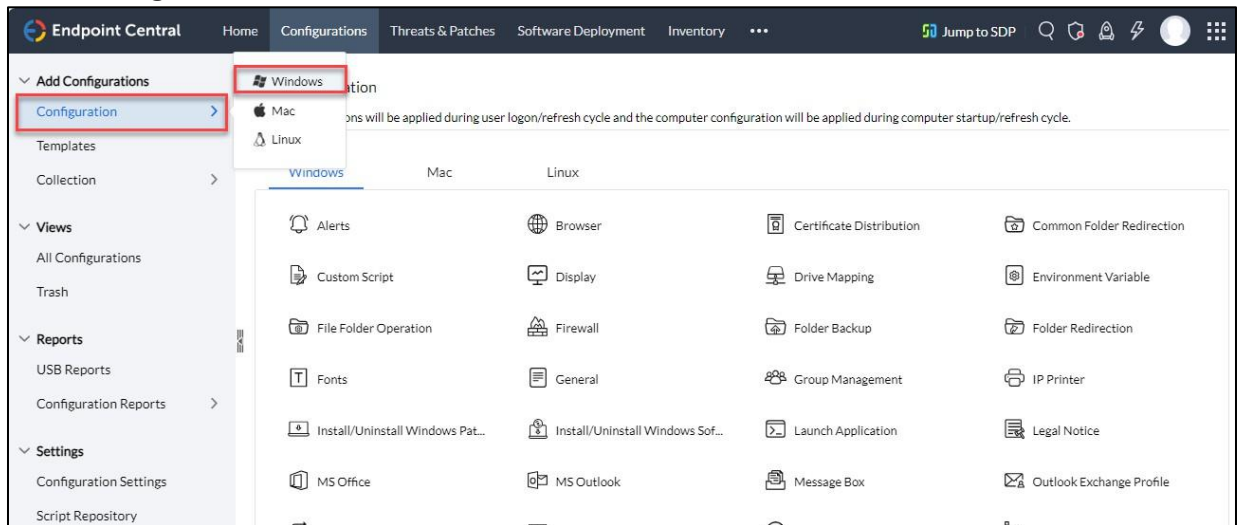 Endpoint Central Home Configurations Threats & Patches Software Deployment Inventory ••• Jump to SDP
Add Configurations
Configuration
Templates
Collection
Views
All Configurations
Trash
Reports
USB Reports
Configuration Reports
Settings
Configuration Settings
Script Repository
Windows
Mac
Linux
ation
ons will be applied during user logon/refresh cycle and the computer configuration will be applied during computer startup/refresh cycle.
Windows Mac Linux
Alerts Browser Certificate Distribution Common Folder Redirection
Custom Script Display Drive Mapping Environment Variable
File Folder Operation Firewall Folder Backup Folder Redirection
Fonts General Group Management IP Printer
Install/Uninstall Windows Pat... Install/Uninstall Windows Sof... Launch Application Legal Notice
MS Office MS Outlook Message Box Outlook Exchange Profile